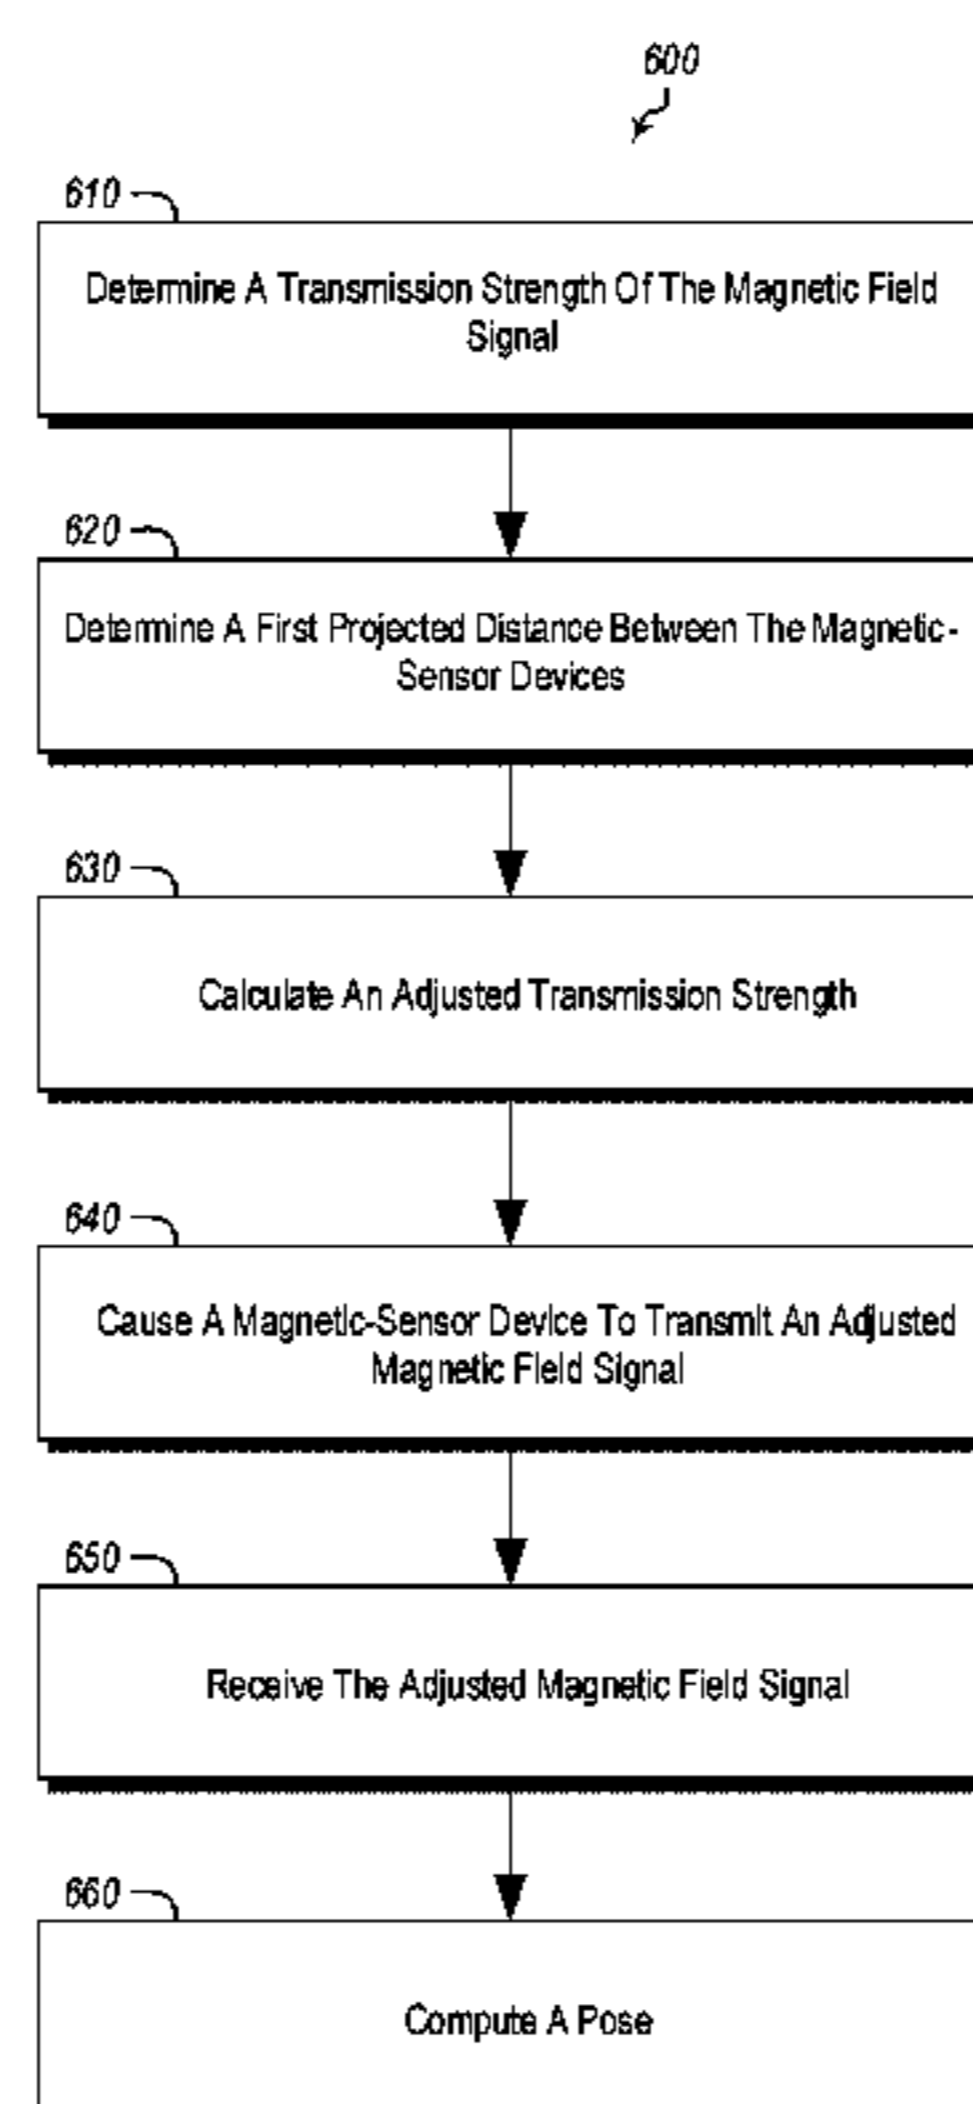 600
610
Determine A Transmission Strength Of The Magnetic Field
Signal
620
Determine A First Projected Distance Between The Magnetic-
Sensor Devices
630
Calculate An Adjusted Transmission Strength
640
Cause A Magnetic-Sensor Device To Transmit An Adjusted
Magnetic Field Signal
650
Receive The Adjusted Magnetic Field Signal
660
Compute A Pose